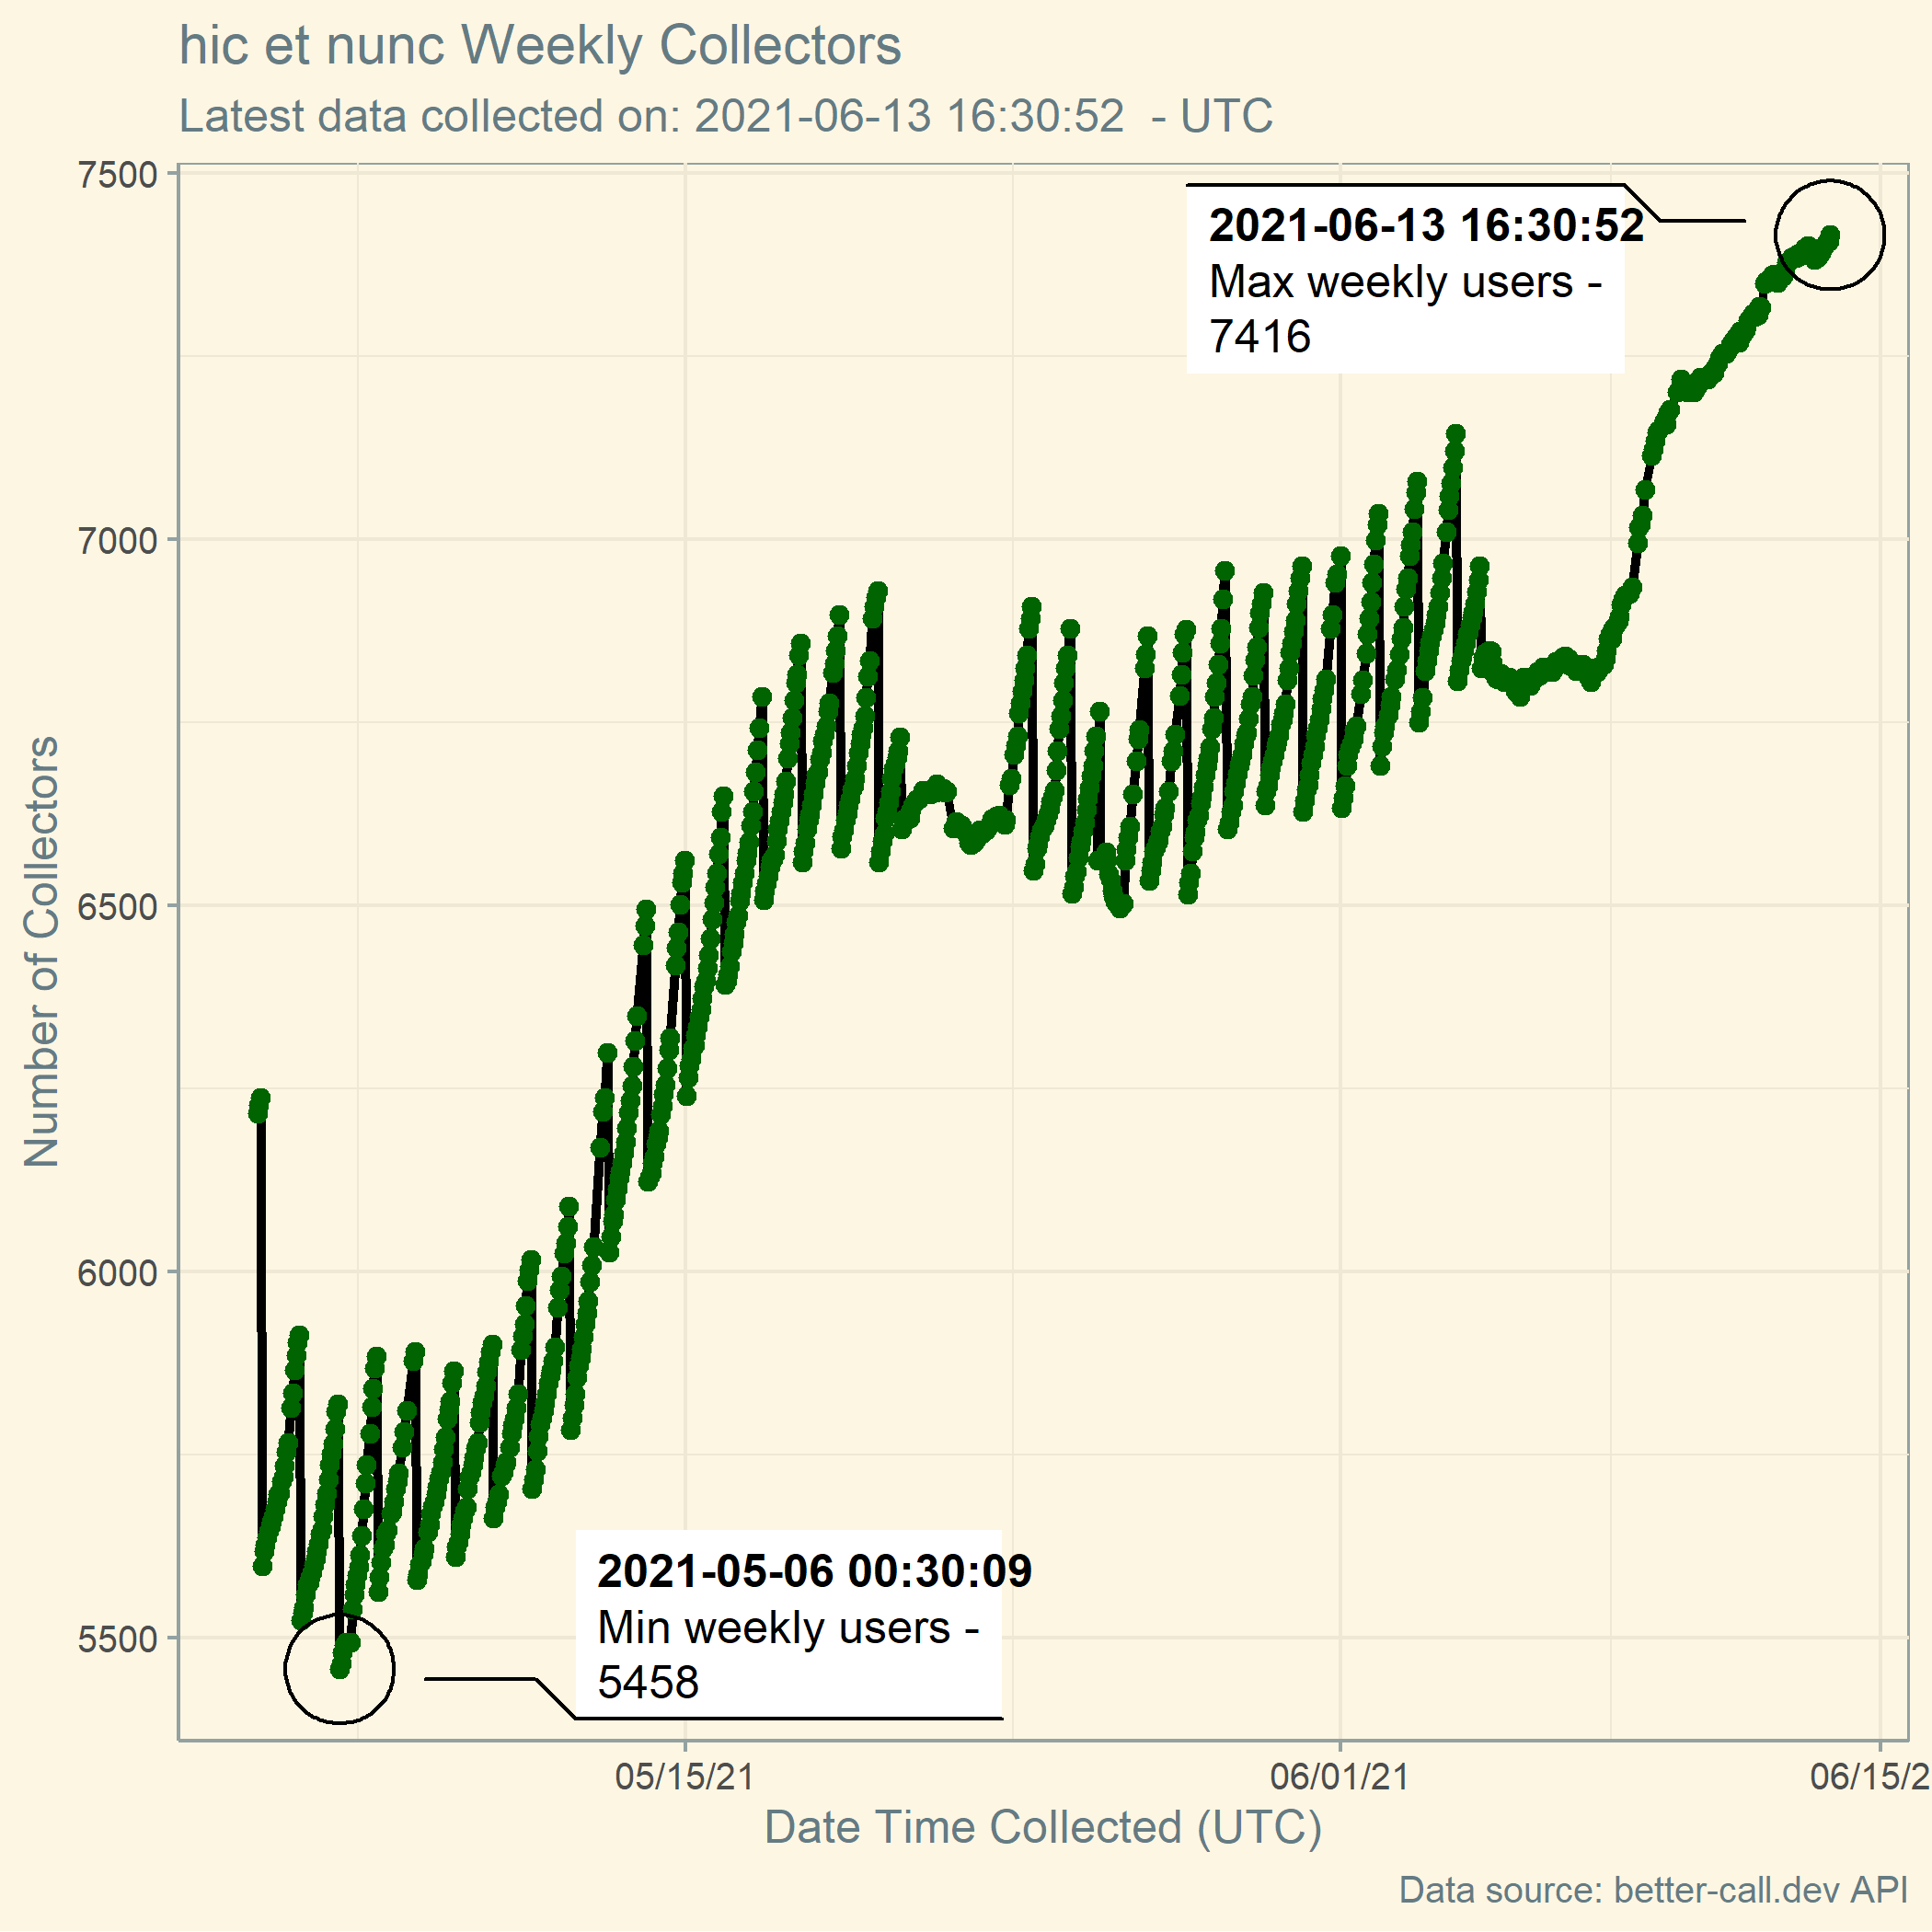 hic et nunc Weekly Collectors
Latest data collected on: 2021-06-13 16:30:52  - UTC
7500
7000
6500
6000
5500
Number of Collectors
2021-06-13 16:30:52
Max weekly users -
7416
2021-05-06 00:30:09
Min weekly users -
5458
05/15/21
06/01/21
06/15/2
Date Time Collected (UTC)
Data source: better-call.dev API